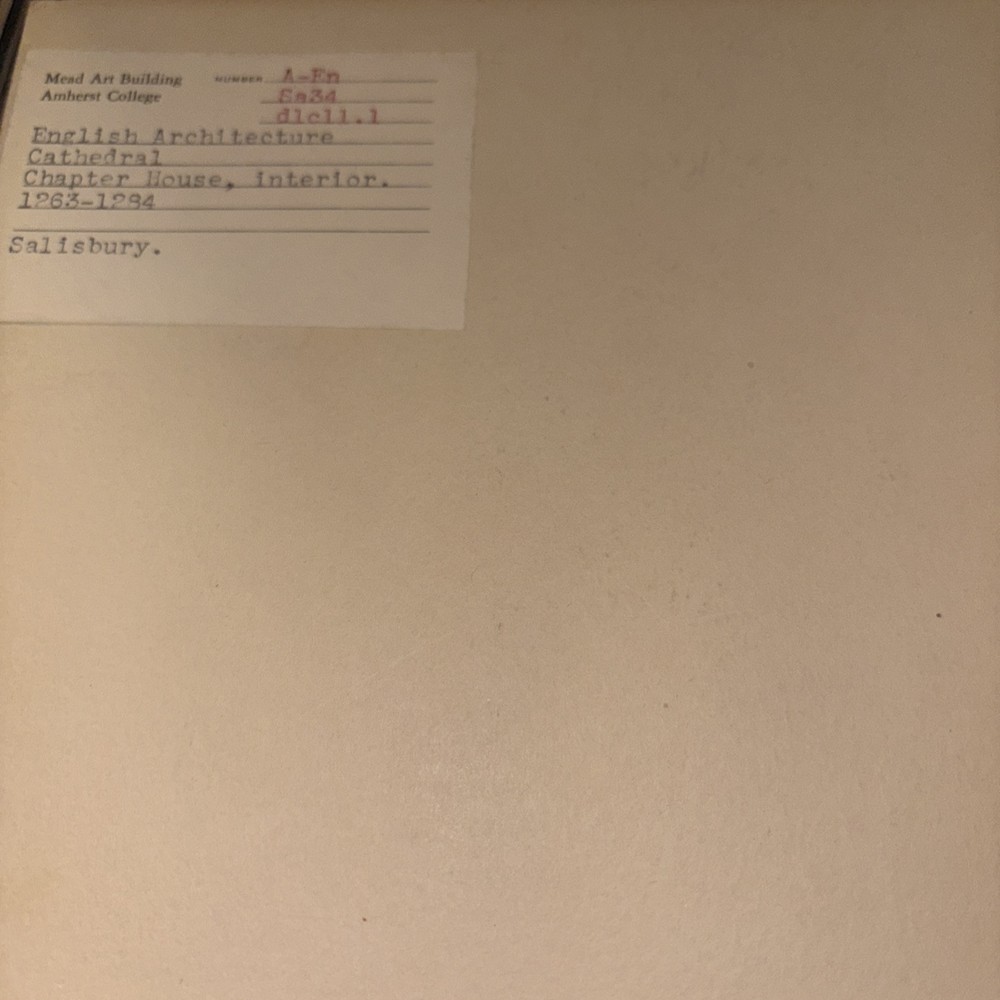 Mead Art Building NUMBER A-En
Amherst College Sa34
d1c11.1
English Architecture
Cathedral
Chapter House, interior.
1263-1284
Salisbury.